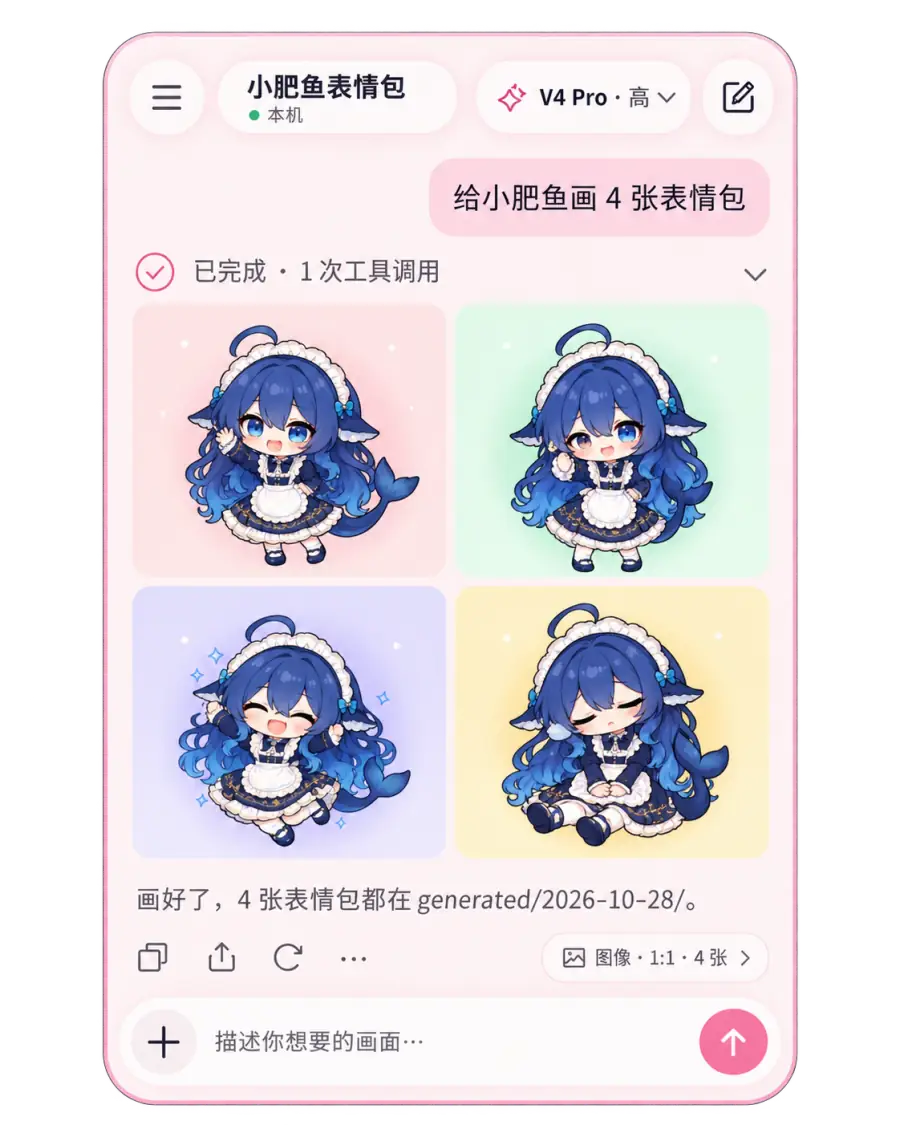 小肥鱼表情包
本机
V4 Pro · 高
给小肥鱼画 4 张表情包
已完成 · 1 次工具调用
画好了，4 张表情包都在 generated/2026-10-28/。
图像 · 1:1 · 4 张
描述你想要的画面…